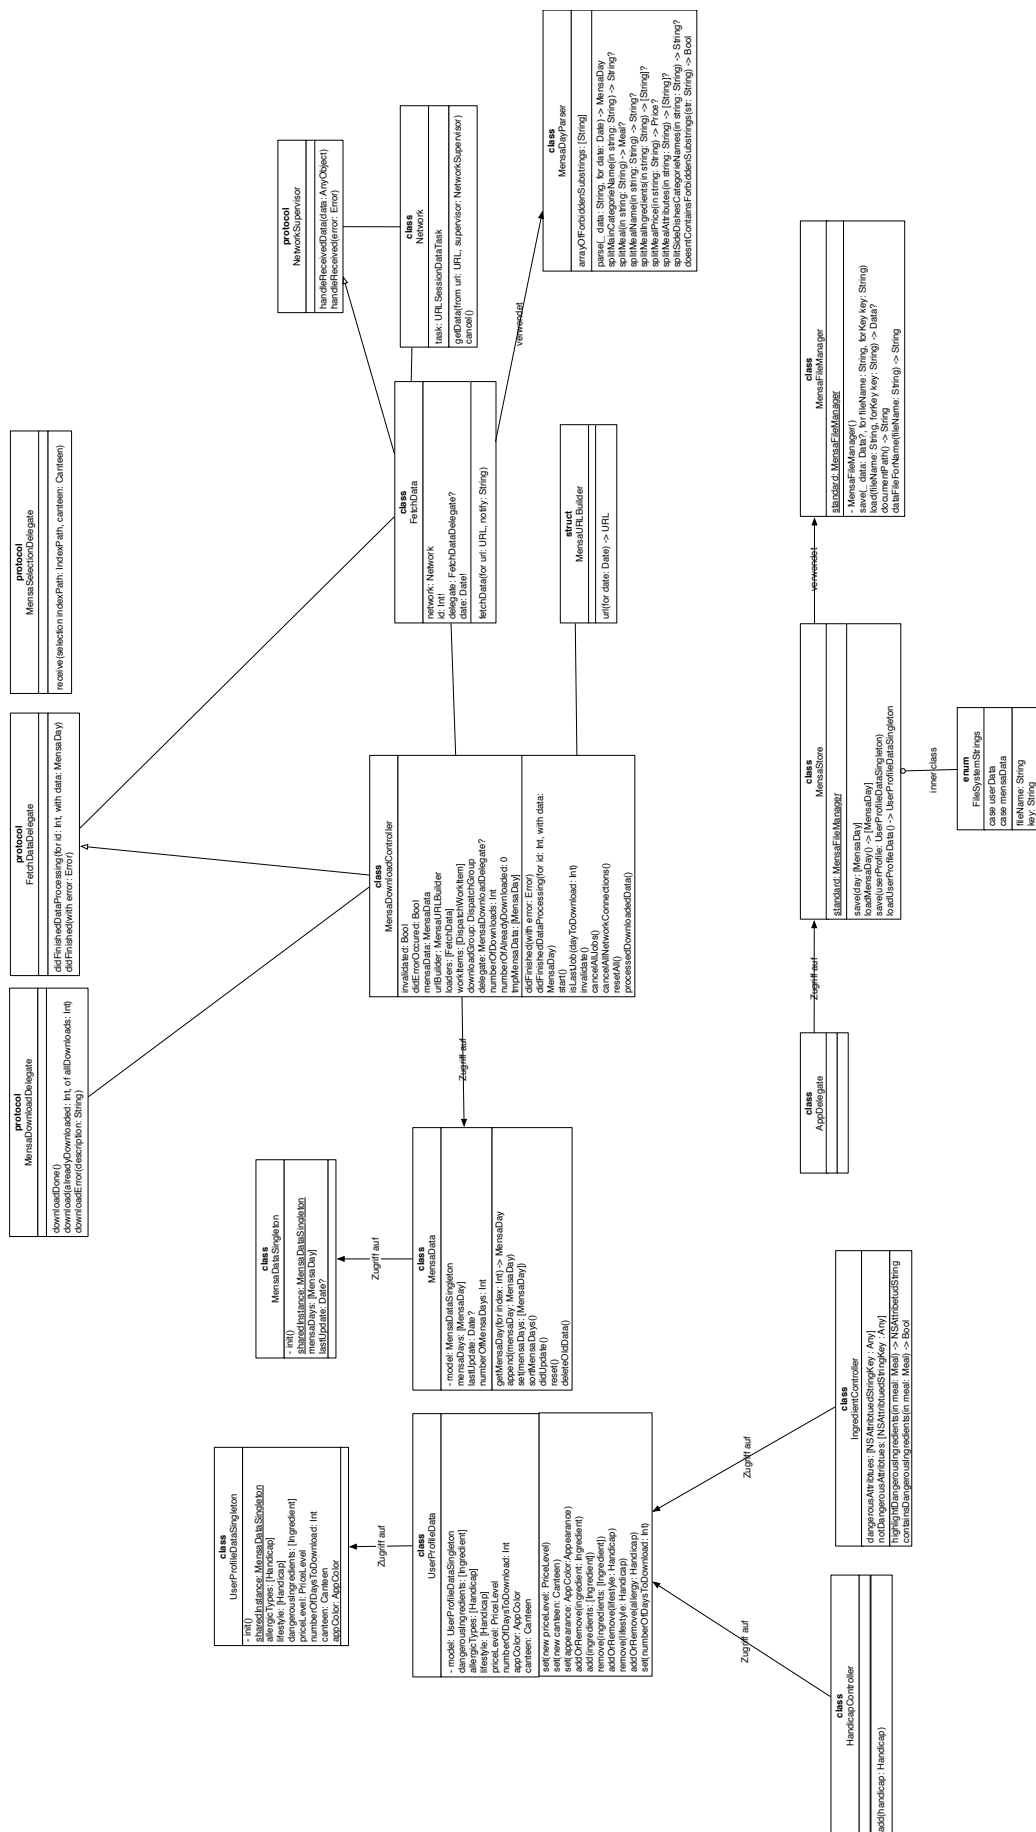 protocol
MensaDownloadDelegate
downloadDone()
download(alreadyDownloaded: Int, of allDownloads: Int)
downloadError(description: String)
protocol
FetchDataDelegate
didFinishedDataProcessing(for id: Int, with data: MensaDay)
didFinished(with error: Error)
protocol
MensaSelectionDelegate
receive(selection indexPath: IndexPath, canteen: Canteen)
class
UserProfileDataSingleton
- init()
sharedInstance: MensaDataSingleton
allergicTypes: [Handicap]
lifestyle: [Handicap]
dangerousIngredients: [Ingredient]
priceLevel: PriceLevel
numberOfDaysToDownload: Int
canteen: Canteen
appColor: AppColor
class
MensaDataSingleton
- init()
sharedInstance: MensaDataSingleton
mensaDays: [MensaDay]
lastUpdate: Date?
protocol
NetworkSupervisor
handleReceivedData(data: AnyObject)
handleReceived(error: Error)
Zugriff auf
Zugriff auf
class
MensaDownloadController
invalidated: Bool
didErrorOccured: Bool
mensaData: MensaData
urlBuilder: MensaURLBuilder
loaders: [FetchData]
workItems: [DispatchWorkItem]
downloadGroup: DispatchGroup
delegate: MensaDownloadDelegate?
numberOfDownloads: Int
numberOfAlreadyDownloaded: 0
tmpMensaData: [MensaDay]
didFinished(with error: Error)
didFinishedDataProcessing(for id: Int, with data:
MensaDay)
start()
isLastJob(dayToDownload: Int)
invalidate()
cancelAllJobs()
cancelAllNetworkConnections()
resetAll()
processedDownloadedData()
class
FetchData
network: Network
id: Int!
delegate: FetchDataDelegate?
date: Date!
fetchData(for url: URL, notify: String)
class
Network
task: URLSessionDataTask
getData(from url: URL, supervisor: NetworkSupervisor)
cancel()
class
UserProfileData
- model: UserProfileDataSingleton
dangerousIngredients: [Ingredient]
allergicTypes: [Handicap]
lifestyle: [Handicap]
priceLevel: PriceLevel
numberOfDaysToDownload: Int
appColor: AppColor
canteen: Canteen
set(new priceLevel: PriceLevel)
set(new canteen: Canteen)
set(appearance: AppColor.Appearance)
addOrRemove(ingredient: Ingredient)
add(ingredients: [Ingredient])
remove(ingredients: [Ingredient])
addOrRemove(lifestyle: Handicap)
remove(lifestyle: Handicap)
addOrRemove(allergy: Handicap)
set(numberOfDaysToDownload: Int)
class
MensaData
- model: MensaDataSingleton
mensaDays: [MensaDay]
lastUpdate: Date?
numberOfMensaDays: Int
getMensaDay(for index: Int) -> MensaDay
append(mensaDay: MensaDay)
set(mensaDays: [MensaDay])
sortMensaDays()
didUpdate()
reset()
deleteOldData()
Zugriff auf
verwendet
class
MensaDayParser
arrayOfForbiddenSubstrings: [String]
parse(_ data: String, for date: Date) -> MensaDay
splitMainCategorieName(in string: String) -> String?
splitMeal(in string: String) -> Meal?
splitMealName(in string: String) -> String?
splitMealIngredients(in string: String) -> [String]?
splitMealPrice(in string: String) -> Price?
splitMealAttributes(in string: String) -> [String]?
splitSideDishesCategorieNames(in string: String) -> String?
doesntContainsForbiddenSubstrings(str: String) -> Bool
struct
MensaURLBuilder
url(for date: Date) -> URL
Zugriff auf
Zugriff auf
class
AppDelegate
Zugriff auf
class
MensaStore
standard: MensaFileManager
save(day: [MensaDay]
loadMensaDay() -> [MensaDay]
save(userProfile: UserProfileDataSingleton)
loadUserProfileData() -> UserProfileDataSingleton
verwendet
class
MensaFileManager
standard: MensaFileManager
- MensaFileManager()
save(_ data: Data?, for fileName: String, forKey key: String)
load(fileName: String, forKey key: String) -> Data?
documentPath() -> String
dataFileForName(fileName: String) -> String
class
HandicapController
add(handicap: Handicap)
class
IngredientController
dangerousAttribtues: [NSAttribtuedStringKey : Any]
notDangerousAttribtues: [NSAttribtuedStringKey : Any]
highlightDangerousIngredients(in meal: Meal) -> NSAttribetudString
containsDangerousIngredients(in meal: Meal) -> Bool
inner class
enum
FileSystemStrings
case userData
case mensaData
fileName: String
key: String